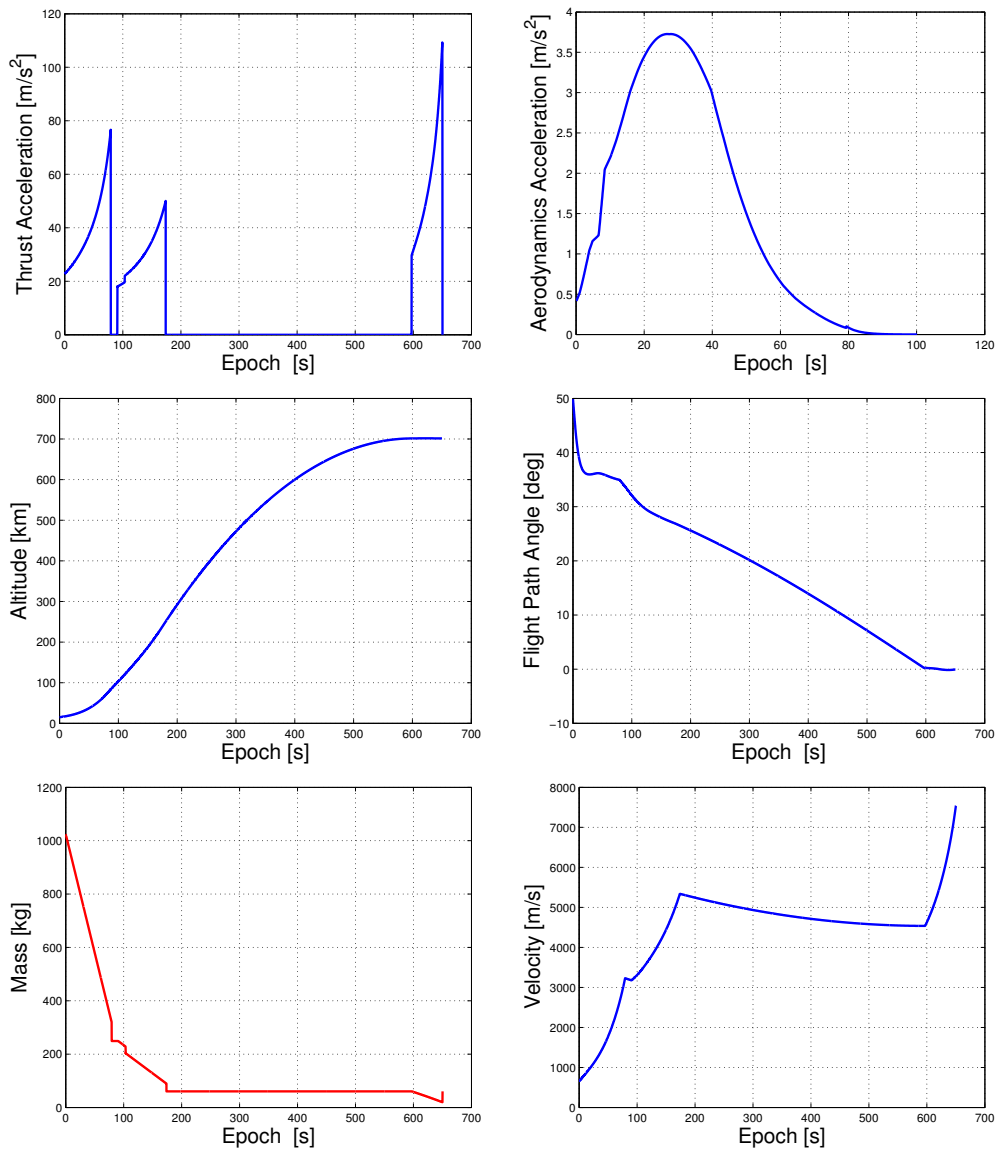 120
100
80
60
40
20
0
0 100 200 300 400 500 600 700
Thrust Acceleration [m/s²]
Epoch [s]
4
3.5
3
2.5
2
1.5
1
0.5
0
0 20 40 60 80 100 120
Aerodynamics Acceleration [m/s²]
Epoch [s]
800
700
600
500
400
300
200
100
0
0 100 200 300 400 500 600 700
Altitude [km]
Epoch [s]
50
40
30
20
10
0
−10
0 100 200 300 400 500 600 700
Flight Path Angle [deg]
Epoch [s]
1200
1000
800
600
400
200
0
0 100 200 300 400 500 600 700
Mass [kg]
Epoch [s]
8000
7000
6000
5000
4000
3000
2000
1000
0
0 100 200 300 400 500 600 700
Velocity [m/s]
Epoch [s]